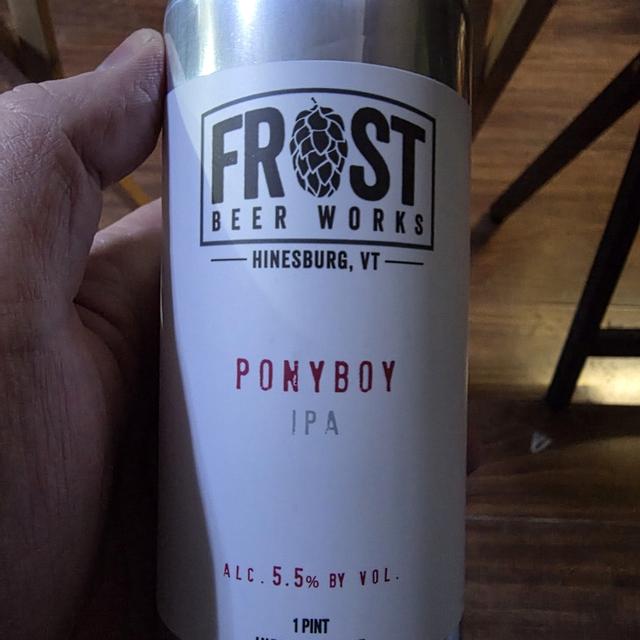 FROST
BEER WORKS
HINESBURG, VT
PONYBOY
IPA
ALC. 5.5% BY VOL.
1 PINT